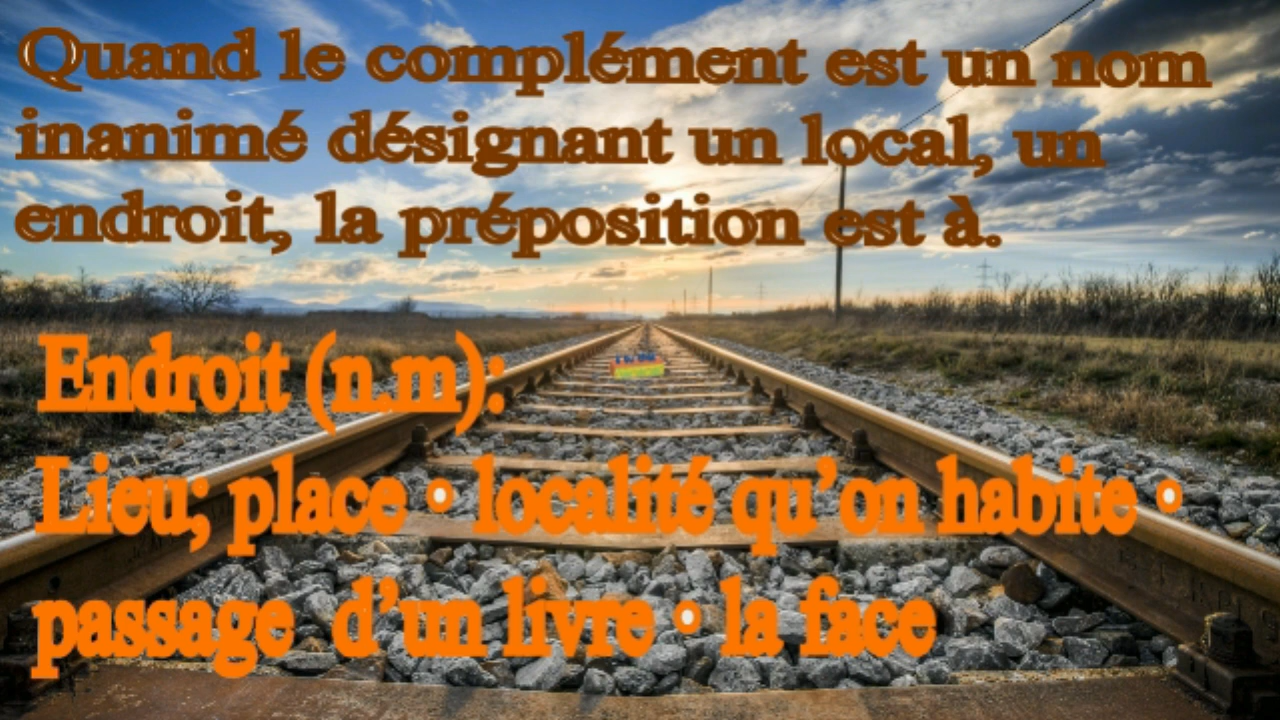 Quand le complément est un nom
inanimé désignant un local, un
endroit, la préposition est à.
Endroit (n.m):
Lieu; place • localité qu'on habite •
passage d'un livre • la face